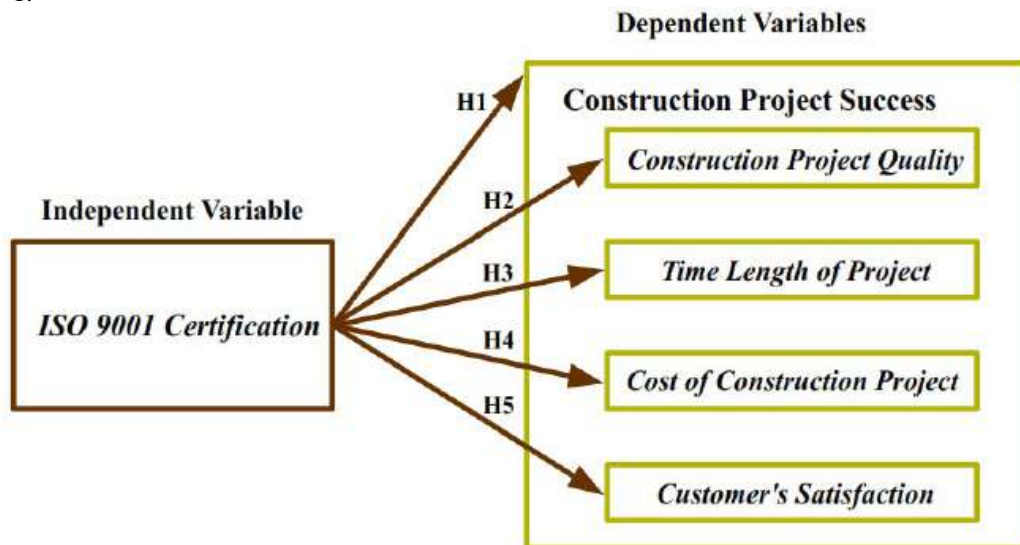 Dependent Variables
H1
Construction Project Success
Construction Project Quality
H2
Independent Variable
H3
Time Length of Project
ISO 9001 Certification
H4
Cost of Construction Project
H5
Customer's Satisfaction